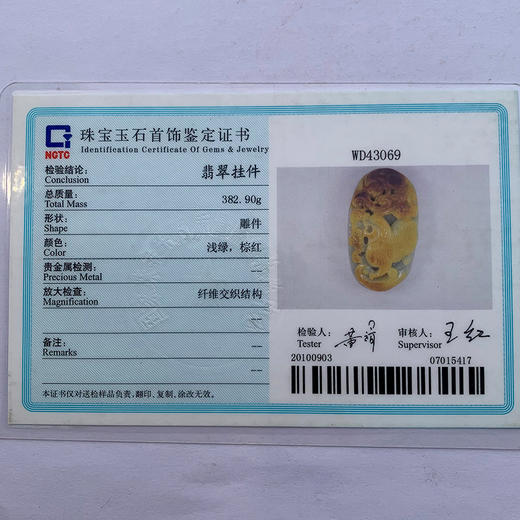 NGTC
珠宝玉石首饰鉴定证书
Identification Certificate Of Gems & Jewelry
检验结论: 翡翠挂件
Conclusion
总质量: 382.90g
Total Mass
形状: 雕件
Shape
颜色: 浅绿，棕红
Color
贵金属检测: --
Precious Metal
放大检查: 纤维交织结构
Magnification
--
备注: --
Remarks
--
本证书仅对送检样品负责,翻印、复制、涂改无效。
WD43069
检验人: 审核人: 王红
Tester Supervisor
20100903 07015417